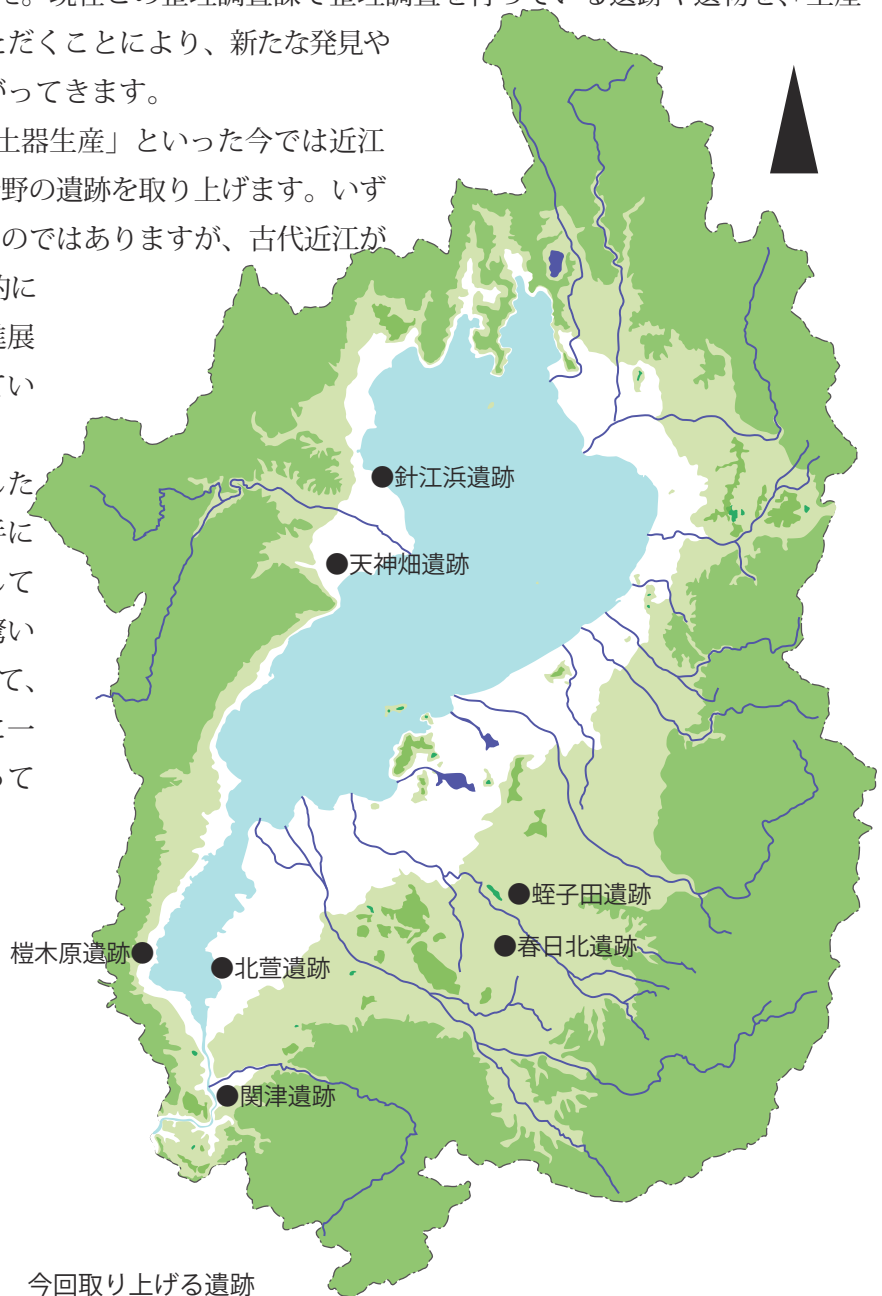 た。現在この整理調査課で整理調査を行っている遺跡や遺物を、「生産
ただくことにより、新たな発見や
がってきます。
土器生産」といった今では近江
野の遺跡を取り上げます。いず
のではありますが、古代近江が
的に
進展
てい
した
手に
して
驚い
て、
に一
って
針江浜遺跡
天神畑遺跡
蛭子田遺跡
春日北遺跡
榿木原遺跡
北萱遺跡
関津遺跡
今回取り上げる遺跡